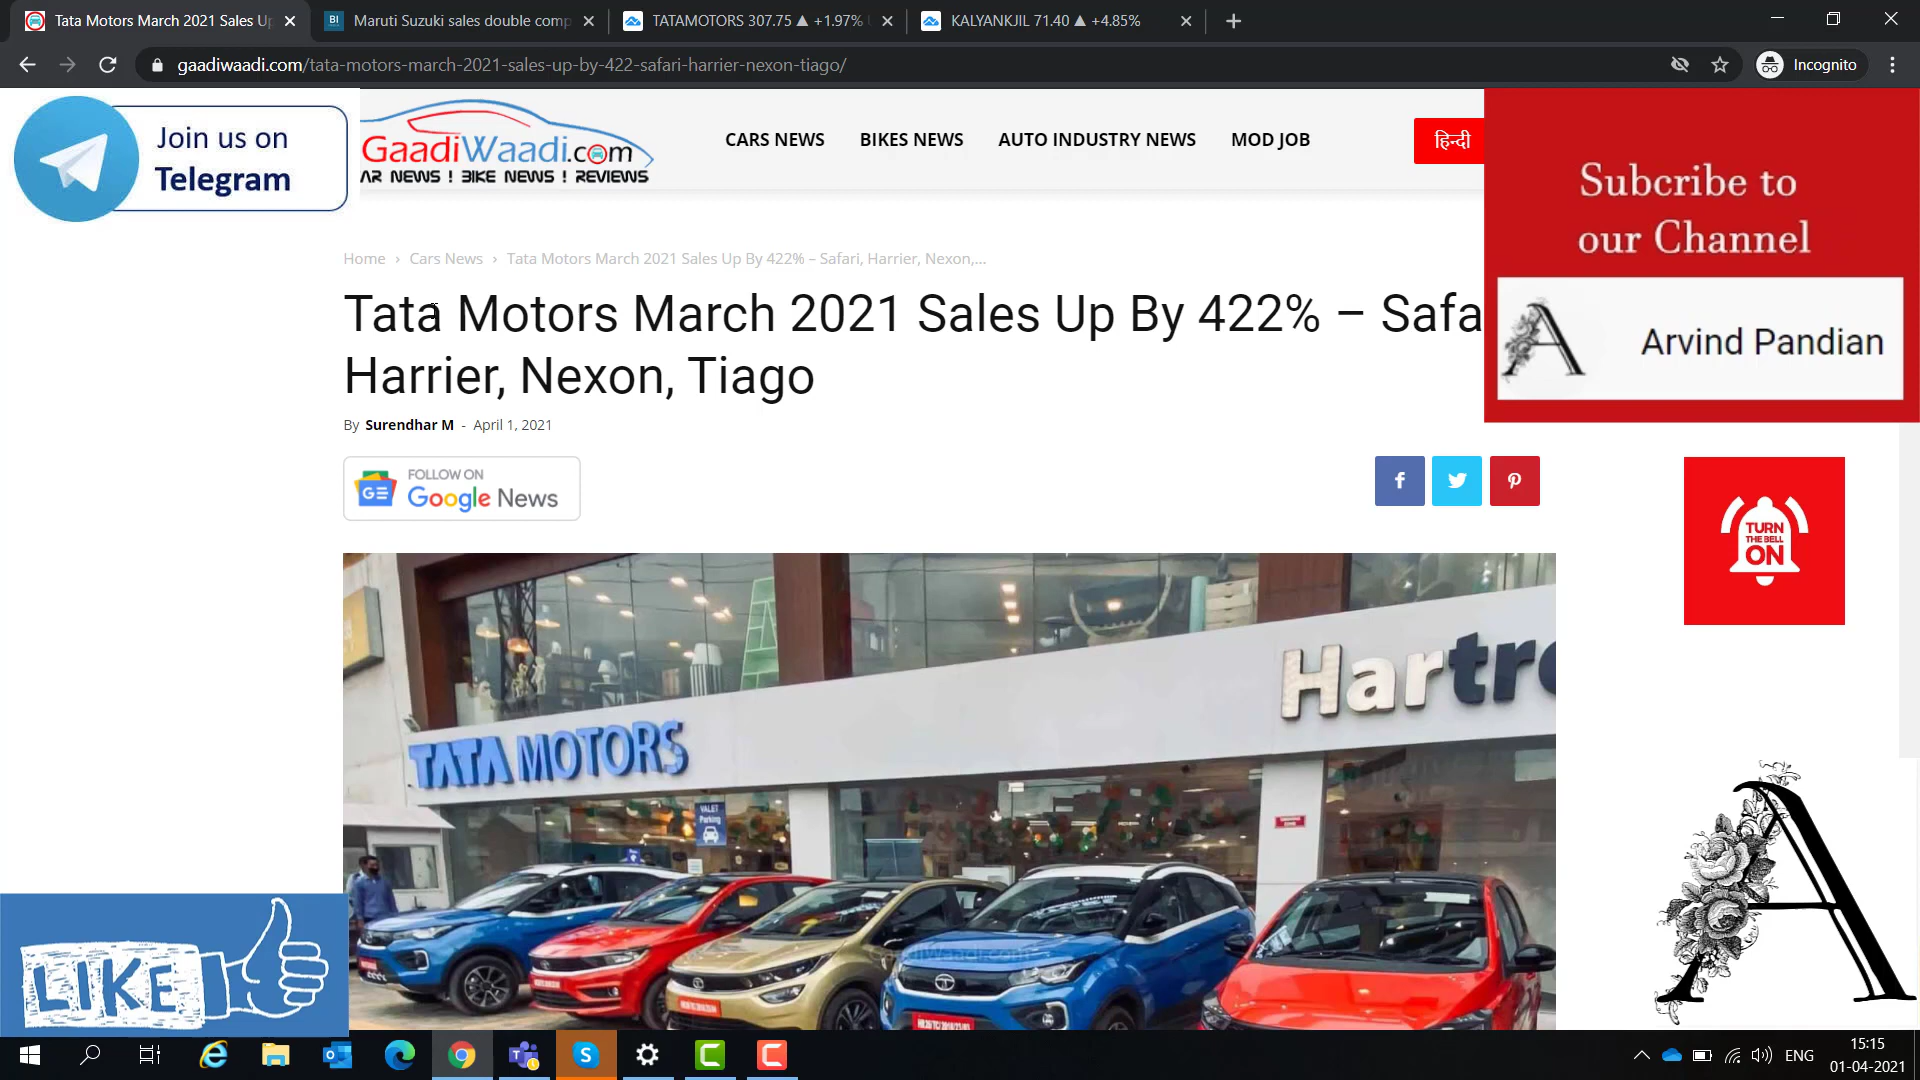 Tata Motors March 2021 Sales Up
Maruti Suzuki sales double comp
TATAMOTORS 307.75 ▲ +1.97%
KALYANKJIL 71.40 ▲ +4.85%
gaadiwaadi.com/tata-motors-march-2021-sales-up-by-422-safari-harrier-nexon-tiago/
Incognito
Join us on
Telegram
GaadiWaadi.com
AR NEWS ! BIKE NEWS ! REVIEWS
CARS NEWS
BIKES NEWS
AUTO INDUSTRY NEWS
MOD JOB
हिन्दी
Subcribe to
our Channel
Arvind Pandian
Home › Cars News › Tata Motors March 2021 Sales Up By 422% – Safari, Harrier, Nexon,...
Tata Motors March 2021 Sales Up By 422% – Safa
Harrier, Nexon, Tiago
By Surendhar M - April 1, 2021
FOLLOW ON
Google News
GE
TURN
THE BELL
ON
Hartr
TATA MOTORS
VALET
Parking
LIKE
ENG
15:15
01-04-2021